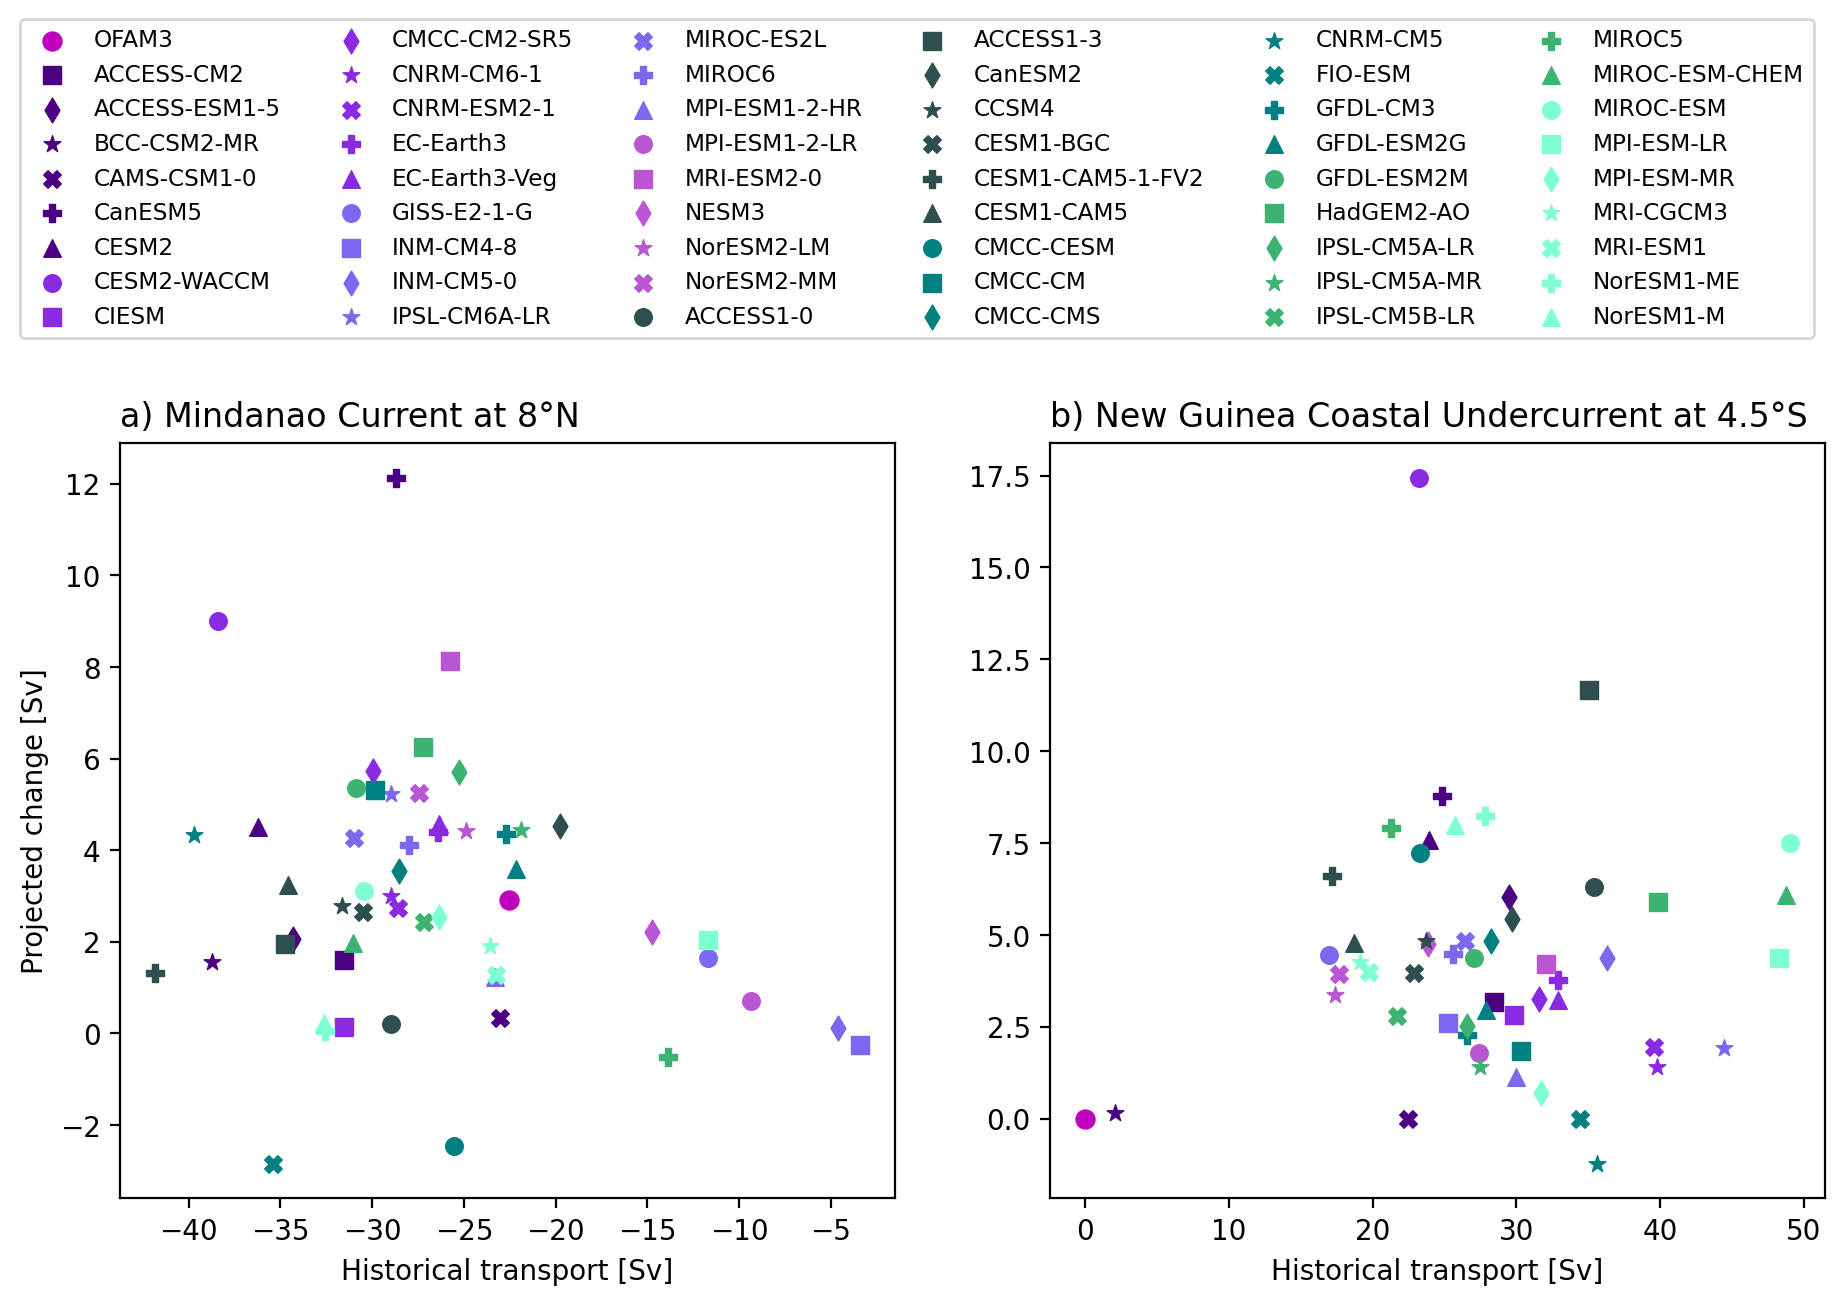 OFAM3
ACCESS-CM2
ACCESS-ESM1-5
BCC-CSM2-MR
CAMS-CSM1-0
CanESM5
CESM2
CESM2-WACCM
CIESM
CMCC-CM2-SR5
CNRM-CM6-1
CNRM-ESM2-1
EC-Earth3
EC-Earth3-Veg
GISS-E2-1-G
INM-CM4-8
INM-CM5-0
IPSL-CM6A-LR
MIROC-ES2L
MIROC6
MPI-ESM1-2-HR
MPI-ESM1-2-LR
MRI-ESM2-0
NESM3
NorESM2-LM
NorESM2-MM
ACCESS1-0
ACCESS1-3
CanESM2
CCSM4
CESM1-BGC
CESM1-CAM5-1-FV2
CESM1-CAM5
CMCC-CESM
CMCC-CM
CMCC-CMS
CNRM-CM5
FIO-ESM
GFDL-CM3
GFDL-ESM2G
GFDL-ESM2M
HadGEM2-AO
IPSL-CM5A-LR
IPSL-CM5A-MR
IPSL-CM5B-LR
MIROC5
MIROC-ESM-CHEM
MIROC-ESM
MPI-ESM-LR
MPI-ESM-MR
MRI-CGCM3
MRI-ESM1
NorESM1-ME
NorESM1-M
a) Mindanao Current at 8°N
Projected change [Sv]
12
10
8
6
4
2
0
−2
−40 −35 −30 −25 −20 −15 −10 −5
Historical transport [Sv]
b) New Guinea Coastal Undercurrent at 4.5°S
17.5
15.0
12.5
10.0
7.5
5.0
2.5
0.0
0 10 20 30 40 50
Historical transport [Sv]